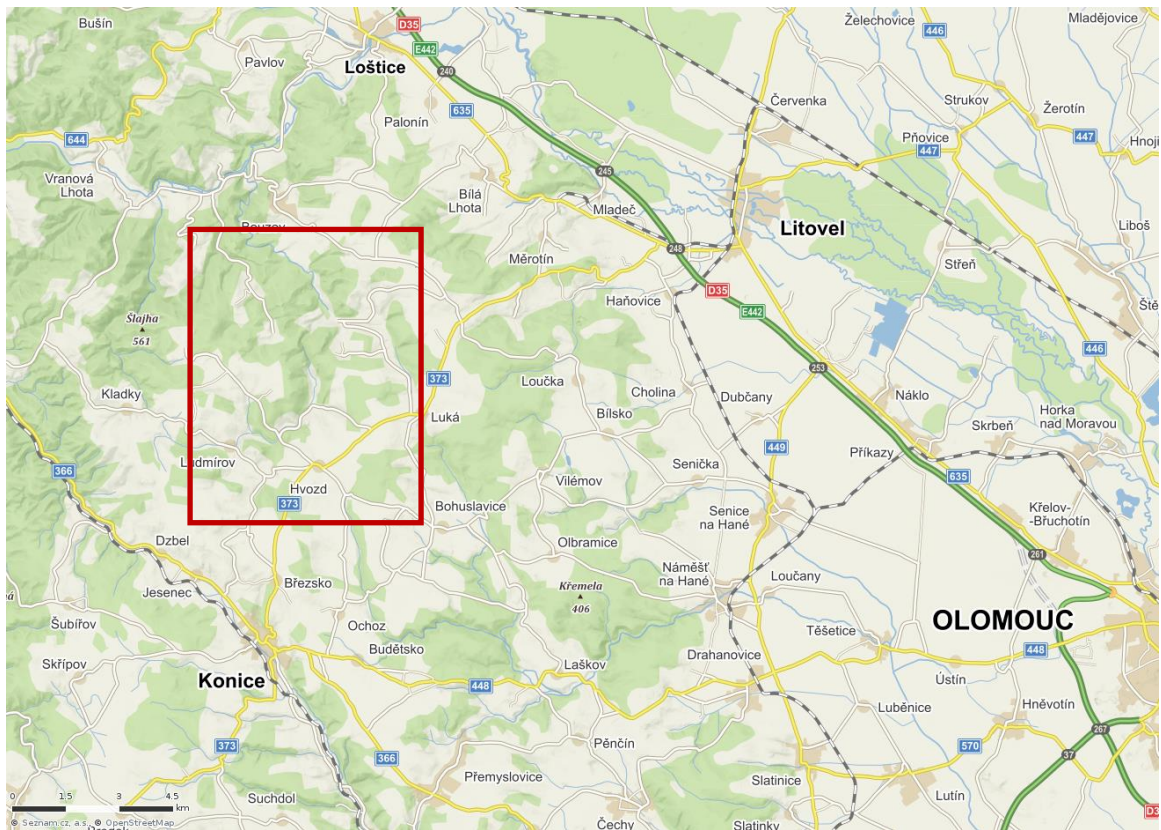 Bušín
D35
Želechovice
446
Mladějovice
E442
Pavlov
Loštice
240
Červenka
Strukov
Žerotín
635
Palonín
Pňovice
447
447
Hnoji
644
Vranová
Lhota
245
Bílá
Lhota
Mladeč
Bouzov
Litovel
Liboš
248
Měrotín
Střeň
D35
Haňovice
E442
Ště
Šlajha
561
446
373
253
Loučka
Cholina
Kladky
Dubčany
Náklo
Luká
Bílsko
Horka
nad Moravou
Skrbeň
449
Příkazy
Ludmírov
366
Senička
635
Hvozd
Vilémov
373
Bohuslavice
Senice
na Hané
Křelov-
-Břuchotín
Dzbel
Olbramice
261
Náměšť
na Hané
Loučany
Křemela
406
Březsko
Jesenec
OLOMOUC
Šubířov
Ochoz
Těšetice
Budětsko
448
Skřípov
Laškov
Drahanovice
Konice
448
Ústín
Luběnice
Hněvotín
267
373
Pěnčín
570
37
366
Přemyslovice
Slatinice
Suchdol
Lutín
0 1.5 3 4.5
km
D3
© Seznam.cz, a.s., © OpenStreetMap
Čechy
Slatinky